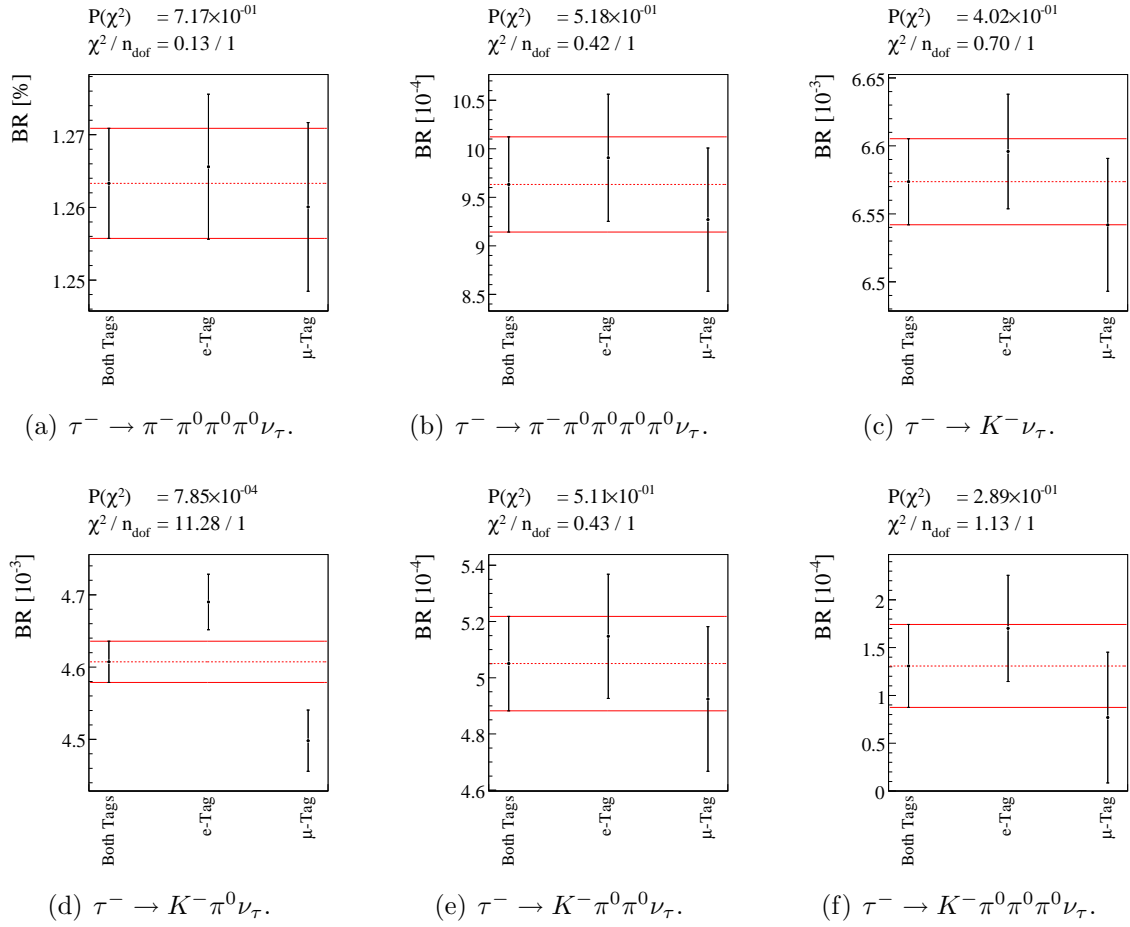 P(χ²) = 7.17×10⁻⁰¹
χ² / n_dof = 0.13 / 1
BR [%]
1.27
1.26
1.25
Both Tags
e-Tag
μ-Tag
(a) τ⁻ → π⁻π⁰π⁰π⁰ν_τ.
P(χ²) = 5.18×10⁻⁰¹
χ² / n_dof = 0.42 / 1
BR [10⁻⁴]
10.5
10
9.5
9
8.5
Both Tags
e-Tag
μ-Tag
(b) τ⁻ → π⁻π⁰π⁰π⁰π⁰ν_τ.
P(χ²) = 4.02×10⁻⁰¹
χ² / n_dof = 0.70 / 1
BR [10⁻³]
6.65
6.6
6.55
6.5
Both Tags
e-Tag
μ-Tag
(c) τ⁻ → K⁻ν_τ.
P(χ²) = 7.85×10⁻⁰⁴
χ² / n_dof = 11.28 / 1
BR [10⁻³]
4.7
4.6
4.5
Both Tags
e-Tag
μ-Tag
(d) τ⁻ → K⁻π⁰ν_τ.
P(χ²) = 5.11×10⁻⁰¹
χ² / n_dof = 0.43 / 1
BR [10⁻⁴]
5.4
5.2
5
4.8
4.6
Both Tags
e-Tag
μ-Tag
(e) τ⁻ → K⁻π⁰π⁰ν_τ.
P(χ²) = 2.89×10⁻⁰¹
χ² / n_dof = 1.13 / 1
BR [10⁻⁴]
2
1.5
1
0.5
0
Both Tags
e-Tag
μ-Tag
(f) τ⁻ → K⁻π⁰π⁰π⁰ν_τ.